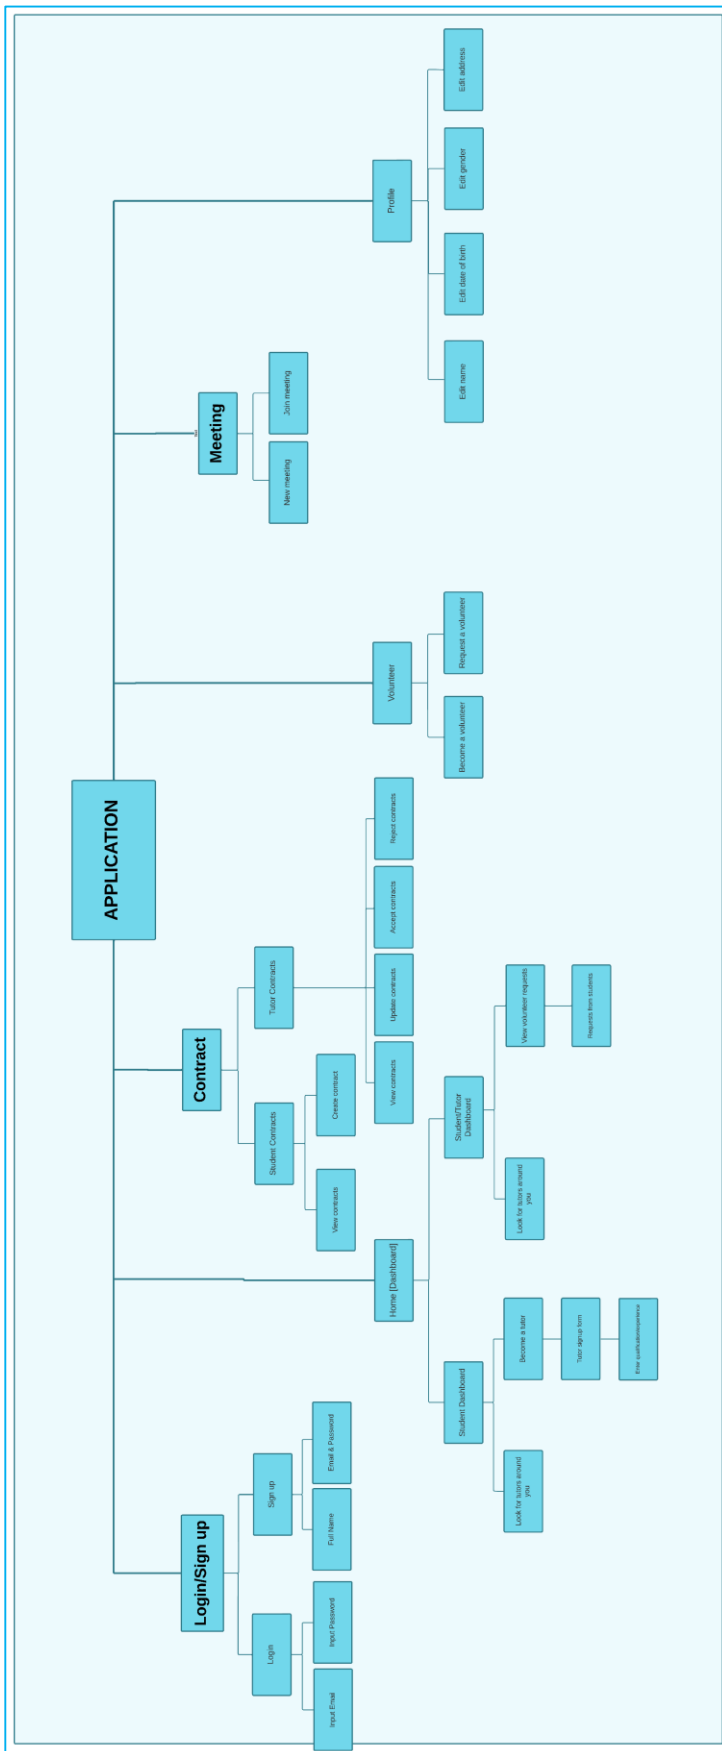 APPLICATION
Login/Sign up
Login
Input Email
Input Password
Sign up
Full Name
Email & Password
Home [Dashboard]
Student Dashboard
Look for tutors around
you
Become a tutor
Tutor signup form
Enter qualification/experience
Student/Tutor
Dashboard
Look for tutors around
you
View volunteer requests
Requests from students
Contract
Student Contracts
View contracts
Create contract
Tutor Contracts
View contracts
Update contracts
Accept contracts
Reject contracts
Volunteer
Become a volunteer
Request a volunteer
Meeting
New meeting
Join meeting
Profile
Edit name
Edit date of birth
Edit gender
Edit address